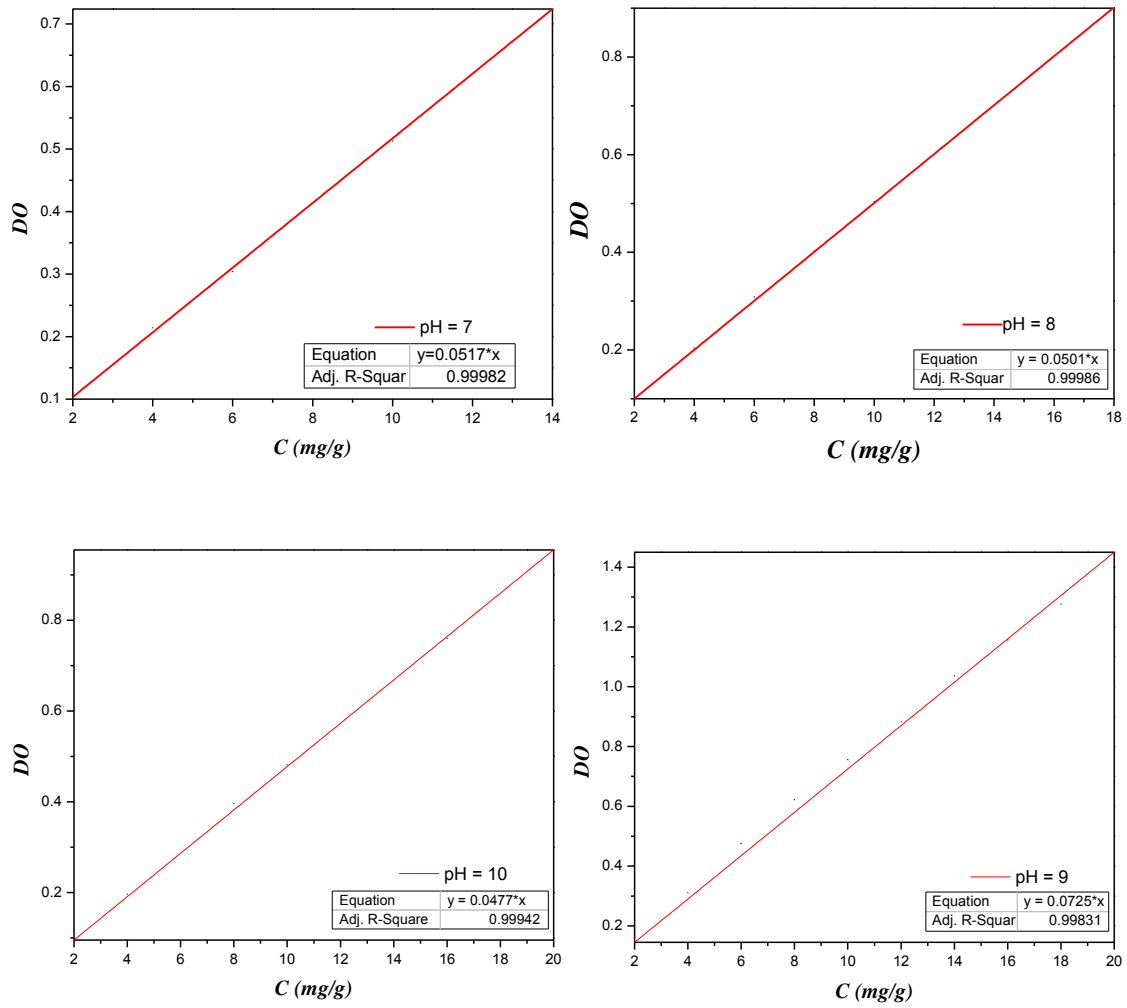 0.7
0.6
0.5
0.4
0.3
0.2
0.1
DO
pH = 7
Equation y=0.0517*x
Adj. R-Squar 0.99982
2 4 6 8 10 12 14
C (mg/g)
0.8
0.6
0.4
0.2
DO
pH = 8
Equation y = 0.0501*x
Adj. R-Squar 0.99986
2 4 6 8 10 12 14 16 18
C (mg/g)
0.8
0.6
0.4
0.2
DO
pH = 10
Equation y = 0.0477*x
Adj. R-Square 0.99942
2 4 6 8 10 12 14 16 18 20
C (mg/g)
1.4
1.2
1.0
0.8
0.6
0.4
0.2
DO
pH = 9
Equation y = 0.0725*x
Adj. R-Squar 0.99831
2 4 6 8 10 12 14 16 18 20
C (mg/g)